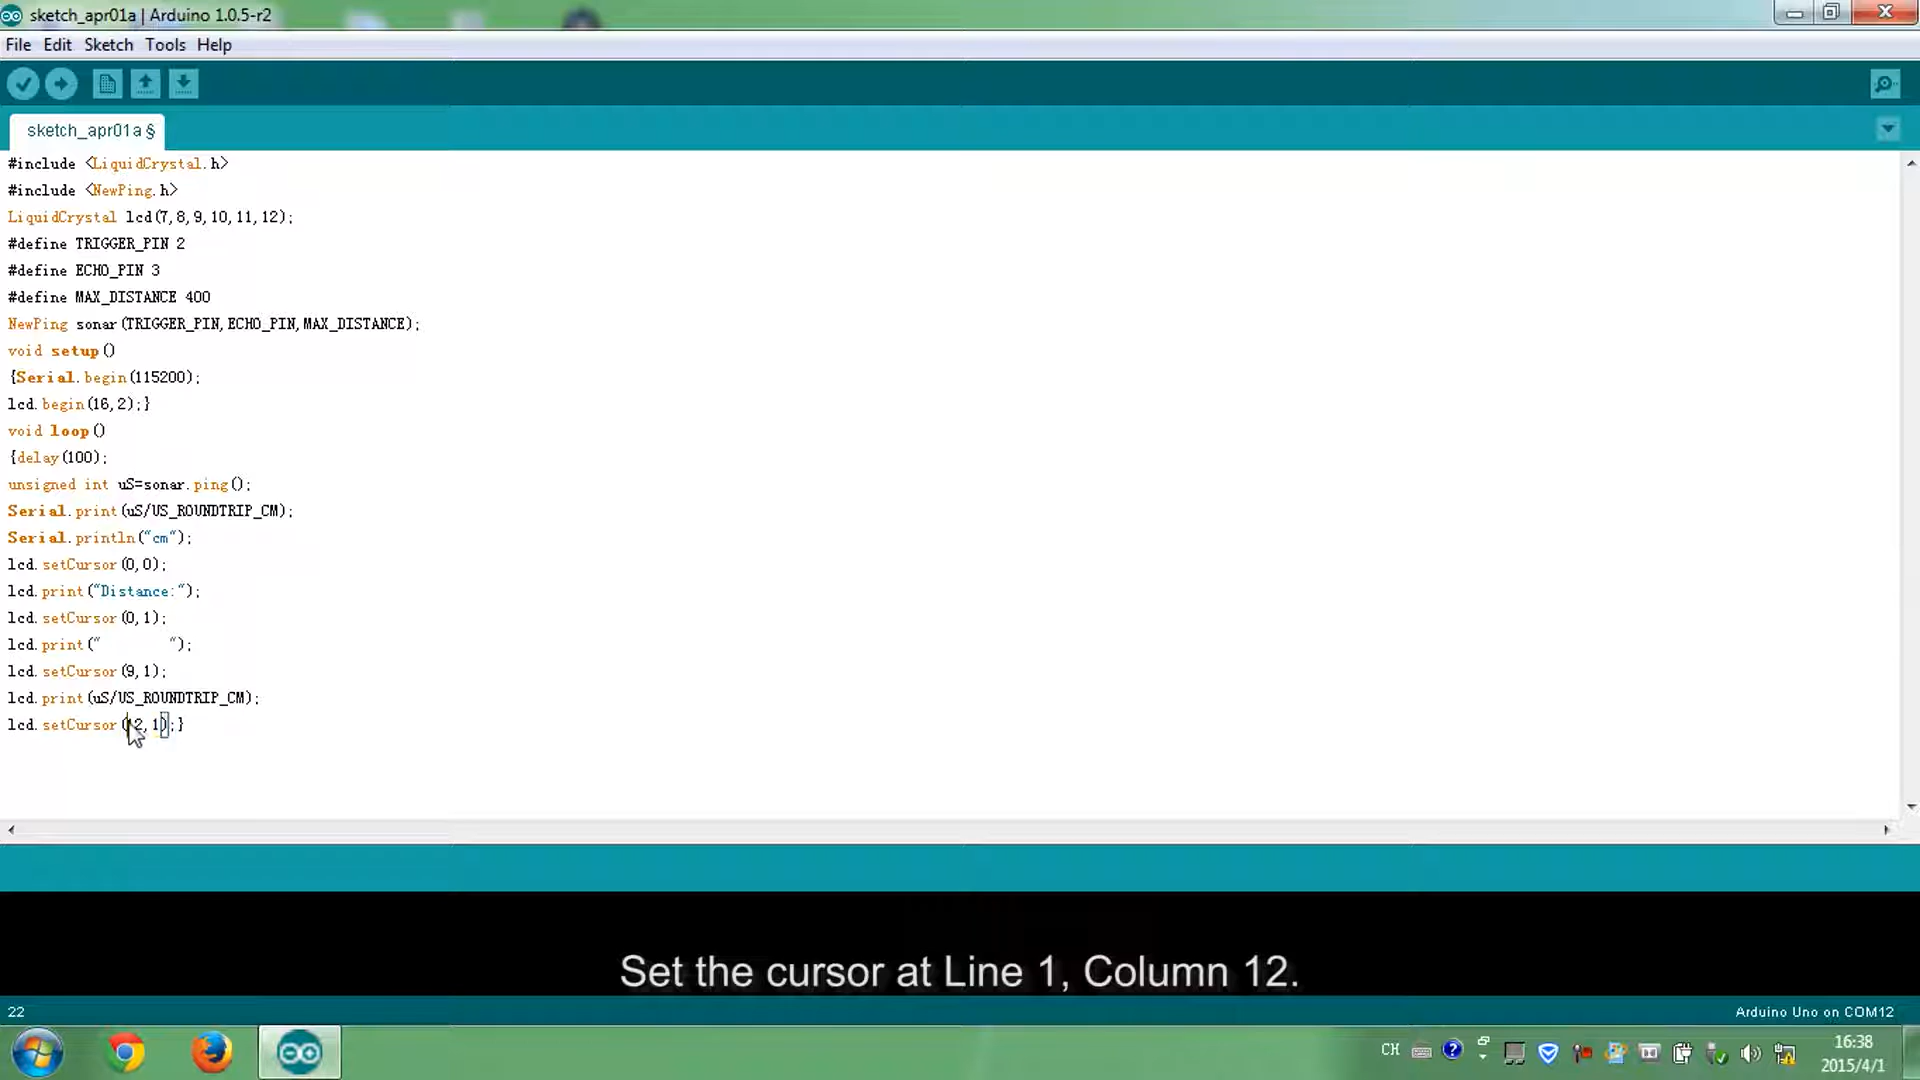 sketch_apr01a | Arduino 1.0.5-r2
File Edit Sketch Tools Help
sketch_apr01a §
#include <LiquidCrystal.h>
#include <NewPing.h>
LiquidCrystal lcd(7,8,9,10,11,12);
#define TRIGGER_PIN 2
#define ECHO_PIN 3
#define MAX_DISTANCE 400
NewPing sonar(TRIGGER_PIN,ECHO_PIN,MAX_DISTANCE);
void setup()
{Serial.begin(115200);
lcd.begin(16,2);}
void loop()
{delay(100);
unsigned int uS=sonar.ping();
Serial.print(uS/US_ROUNDTRIP_CM);
Serial.println("cm");
lcd.setCursor(0,0);
lcd.print("Distance:");
lcd.setCursor(0,1);
lcd.print("        ");
lcd.setCursor(9,1);
lcd.print(uS/US_ROUNDTRIP_CM);
lcd.setCursor(12,1);}
Set the cursor at Line 1, Column 12.
22
Arduino Uno on COM12
CH
16:38
2015/4/1